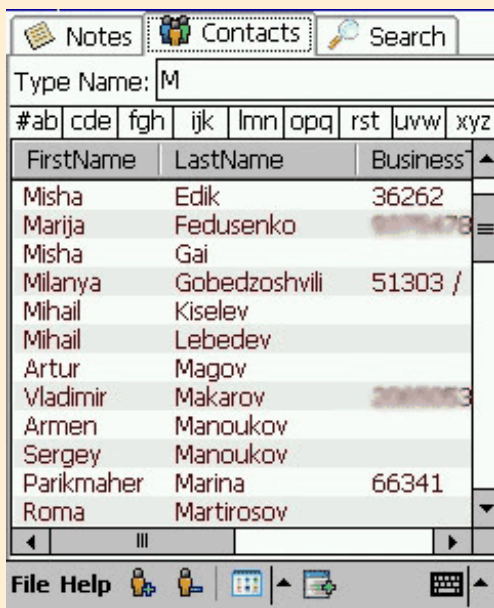 Notes Contacts Search
Type Name: M
#ab cde fgh ijk lmn opq rst uvw xyz
FirstName LastName Business
Misha Edik 36262
Marija Fedusenko
Misha Gai
Milanya Gobedzoshvili 51303 /
Mihail Kiselev
Mihail Lebedev
Artur Magov
Vladimir Makarov
Armen Manoukov
Sergey Manoukov
Parikmaher Marina 66341
Roma Martirosov
File Help